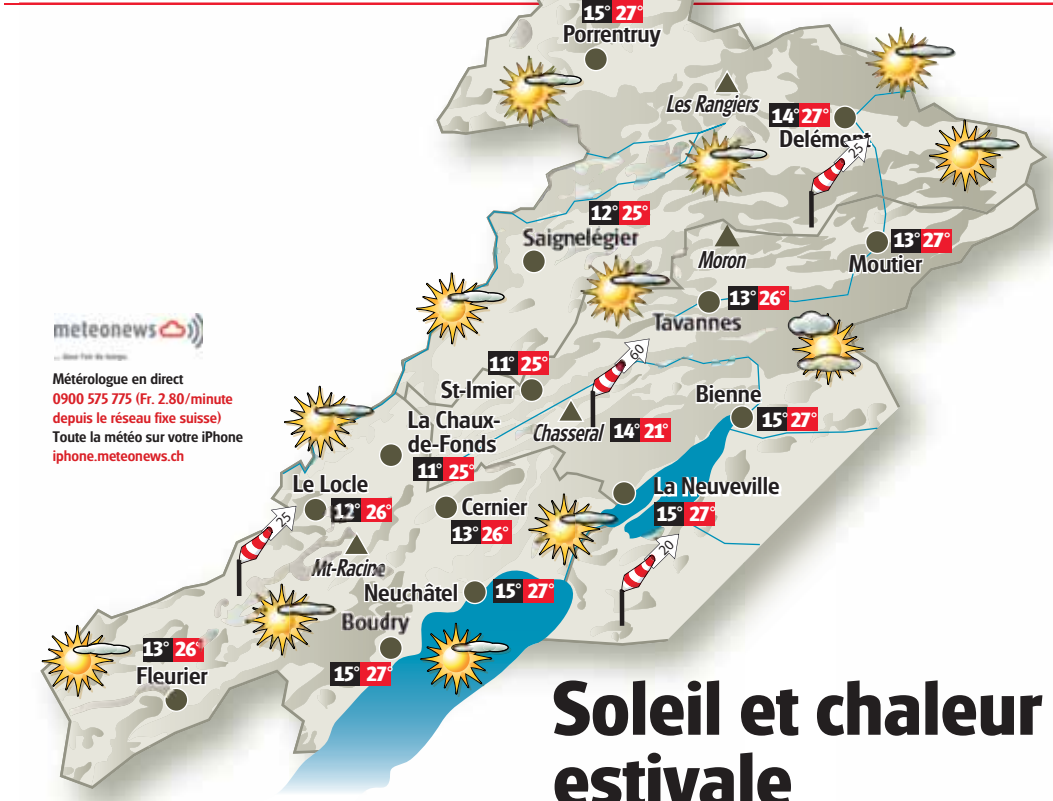 15° 27°
Porrentruy
Les Rangiers
14° 27°
Delémont
25
12° 25°
Saignelégier
Moron
13° 27°
Moutier
13° 26°
Tavannes
meteonews
Métérologue en direct
0900 575 775 (Fr. 2.80/minute
depuis le réseau fixe suisse)
Toute la météo sur votre iPhone
iphone.meteonews.ch
11° 25°
St-Imier
60
Chasseral 14° 21°
Bienne
15° 27°
La Chaux-
de-Fonds
11° 25°
Le Locle
12° 26°
Cernier
13° 26°
La Neuveville
15° 27°
25
20
Mt-Racine
Neuchâtel 15° 27°
Boudry
15° 27°
13° 26°
Fleurier
Soleil et chaleur
estivale